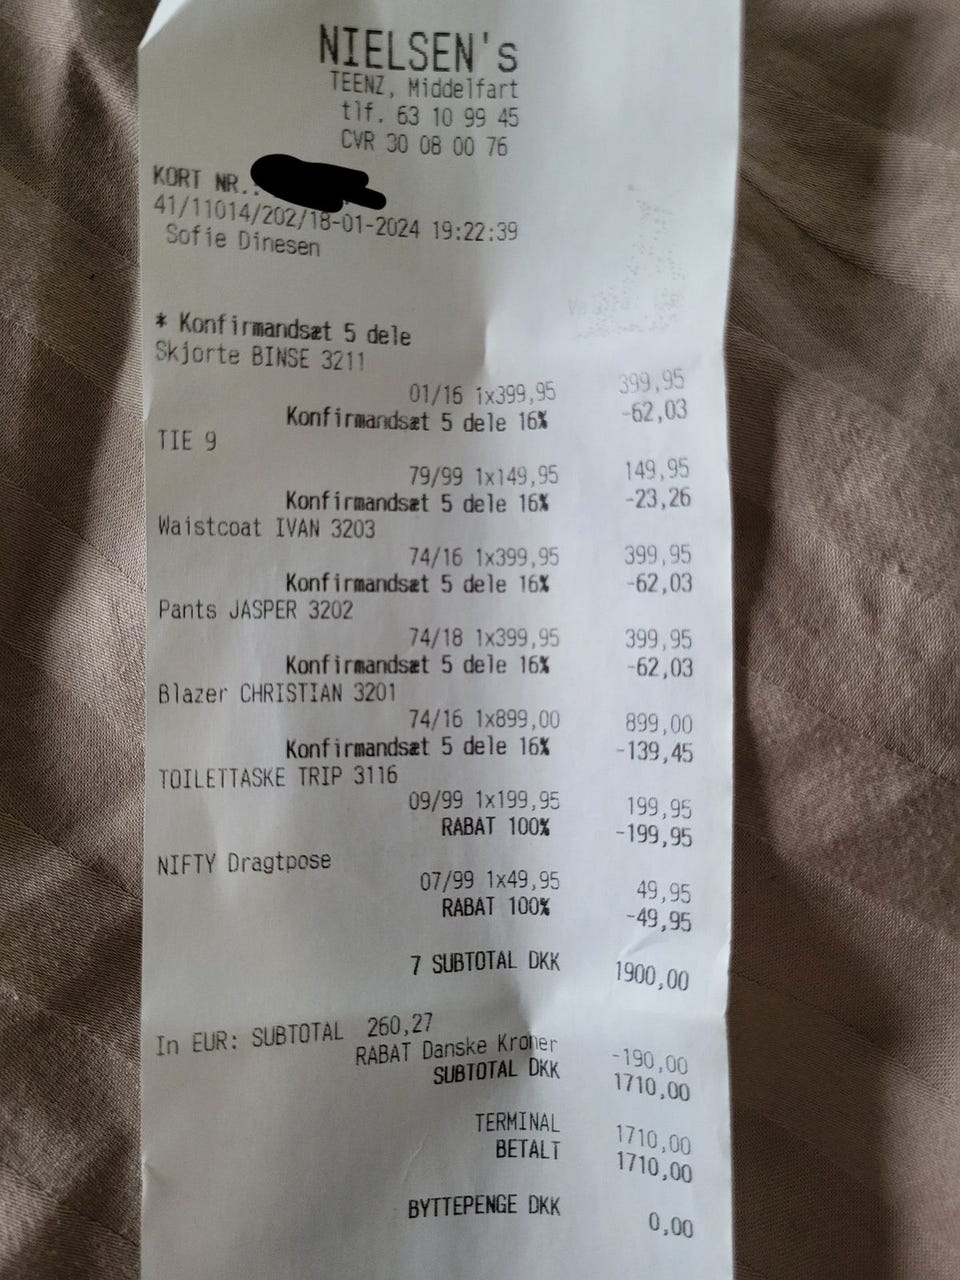 NIELSEN's
TEENZ, Middelfart
tlf. 63 10 99 45
CVR 30 08 00 76
KORT NR.:
41/11014/202/18-01-2024 19:22:39
Sofie Dinesen
* Konfirmandsæt 5 dele
Skjorte BINSE 3211
01/16 1x399,95 399,95
Konfirmandsæt 5 dele 16% -62,03
TIE 9
79/99 1x149,95 149,95
Konfirmandsæt 5 dele 16% -23,26
Waistcoat IVAN 3203
74/16 1x399,95 399,95
Konfirmandsæt 5 dele 16% -62,03
Pants JASPER 3202
74/18 1x399,95 399,95
Konfirmandsæt 5 dele 16% -62,03
Blazer CHRISTIAN 3201
74/16 1x899,00 899,00
Konfirmandsæt 5 dele 16% -139,45
TOILETTASKE TRIP 3116
09/99 1x199,95 199,95
RABAT 100% -199,95
NIFTY Dragtpose
07/99 1x49,95 49,95
RABAT 100% -49,95
7 SUBTOTAL DKK 1900,00
In EUR: SUBTOTAL 260,27
RABAT Danske Kroner -190,00
SUBTOTAL DKK 1710,00
TERMINAL 1710,00
BETALT 1710,00
BYTTEPENGE DKK 0,00